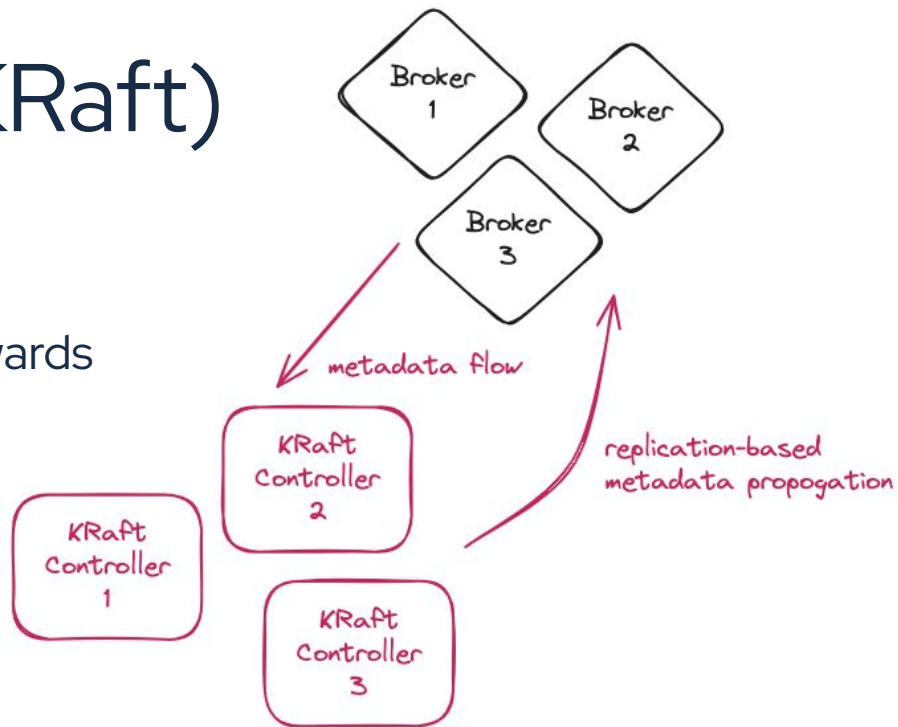 KRaft)
wards
Broker
1
Broker
2
Broker
3
metadata flow
replication-based
metadata propogation
KRaft
Controller
2
KRaft
Controller
1
KRaft
Controller
3